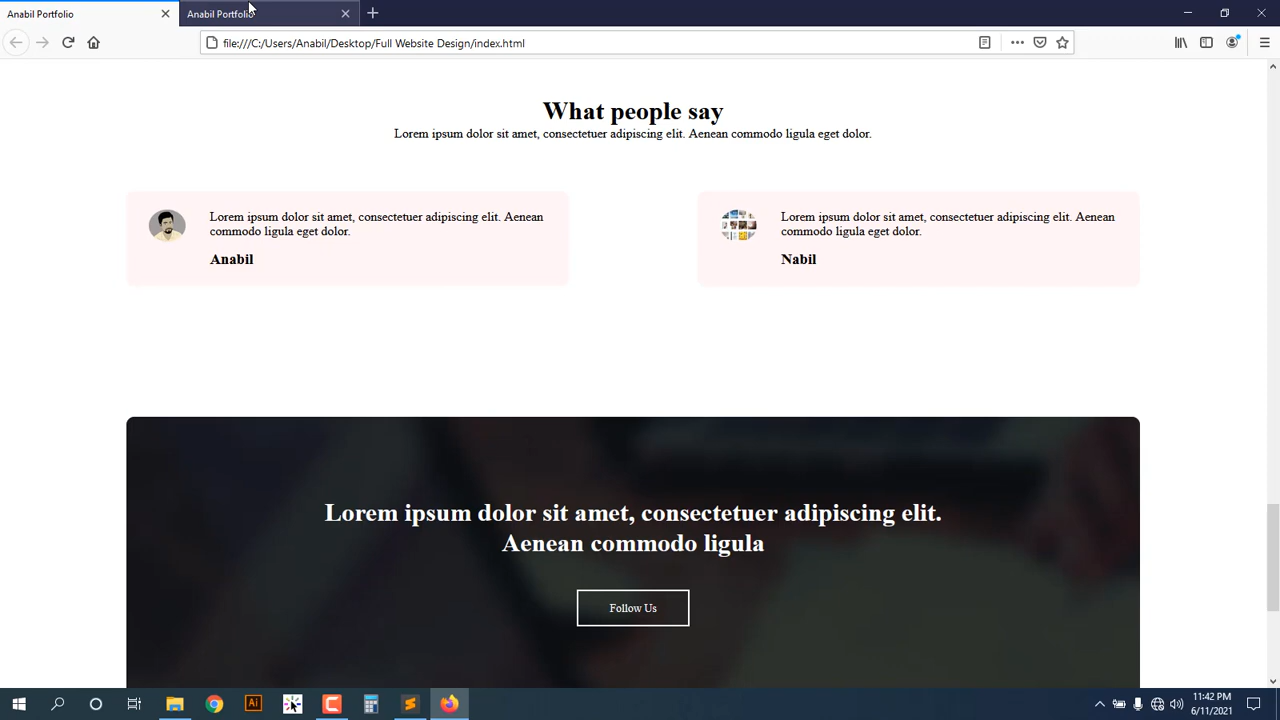 Anabil Portfolio
Anabil Portfolio
file:///C:/Users/Anabil/Desktop/Full Website Design/index.html
What people say
Lorem ipsum dolor sit amet, consectetuer adipiscing elit. Aenean commodo ligula eget dolor.
Lorem ipsum dolor sit amet, consectetuer adipiscing elit. Aenean
commodo ligula eget dolor.
Anabil
Lorem ipsum dolor sit amet, consectetuer adipiscing elit. Aenean
commodo ligula eget dolor.
Nabil
Lorem ipsum dolor sit amet, consectetuer adipiscing elit.
Aenean commodo ligula
Follow Us
Ai
11:42 PM
6/11/2021